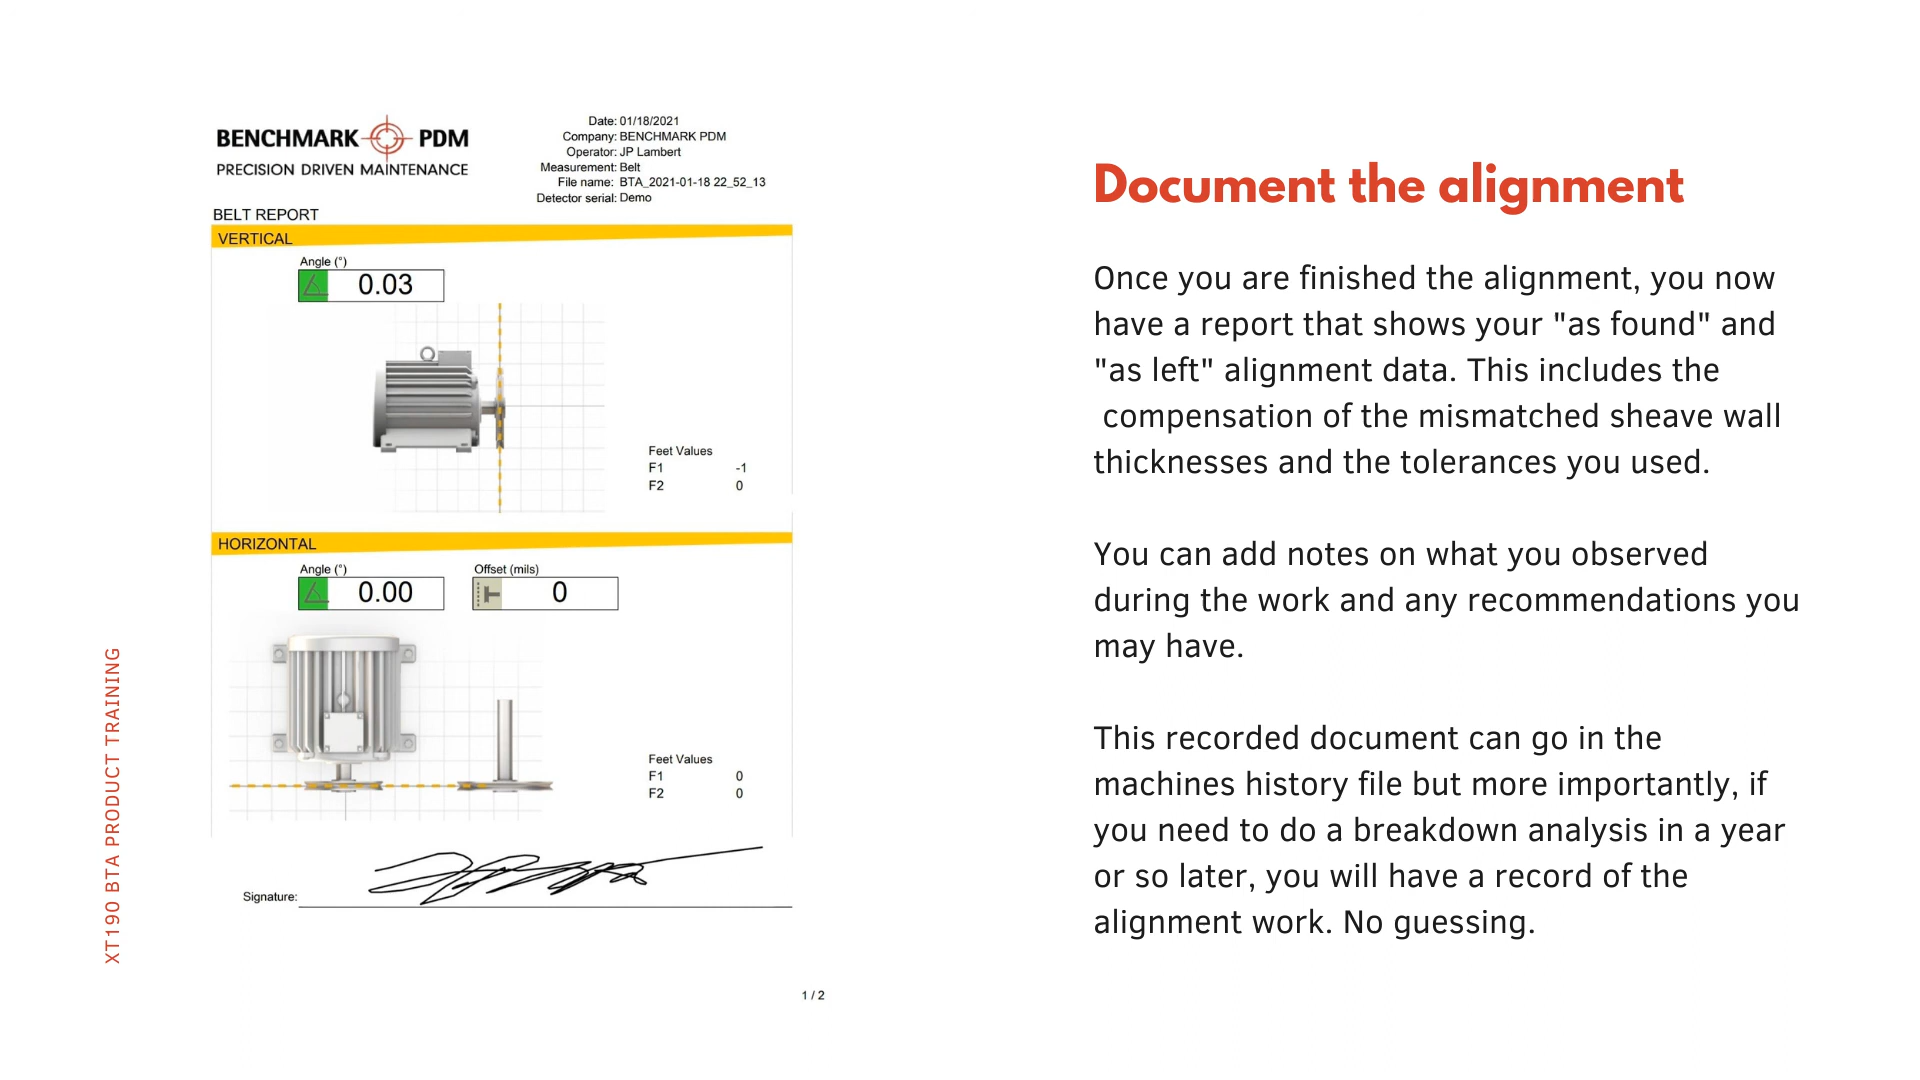 BENCHMARK PDM
PRECISION DRIVEN MAINTENANCE
Date: 01/18/2021
Company: BENCHMARK PDM
Operator: JP Lambert
Measurement: Belt
File name: BTA_2021-01-18 22_52_13
Detector serial: Demo
BELT REPORT
VERTICAL
Angle (°)
0.03
Feet Values
F1 -1
F2 0
HORIZONTAL
Angle (°) Offset (mils)
0.00 0
Feet Values
F1 0
F2 0
Signature:
1 / 2
XT190 BTA PRODUCT TRAINING
Document the alignment
Once you are finished the alignment, you now
have a report that shows your "as found" and
"as left" alignment data. This includes the
compensation of the mismatched sheave wall
thicknesses and the tolerances you used.
You can add notes on what you observed
during the work and any recommendations you
may have.
This recorded document can go in the
machines history file but more importantly, if
you need to do a breakdown analysis in a year
or so later, you will have a record of the
alignment work. No guessing.